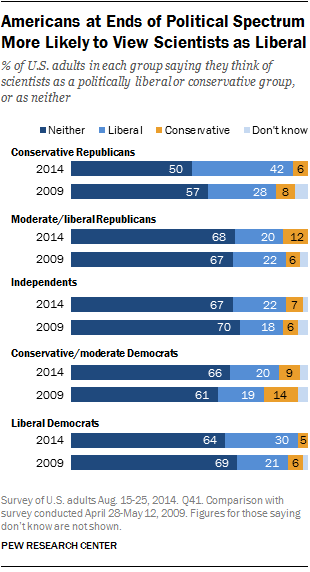 Americans at Ends of Political Spectrum
More Likely to View Scientists as Liberal
% of U.S. adults in each group saying they think of
scientists as a politically liberal or conservative group,
or as neither
Neither Liberal Conservative Don't know
Conservative Republicans
2014 50 42 6
2009 57 28 8
Moderate/liberal Republicans
2014 68 20 12
2009 67 22 6
Independents
2014 67 22 7
2009 70 18 6
Conservative/moderate Democrats
2014 66 20 9
2009 61 19 14
Liberal Democrats
2014 64 30 5
2009 69 21 6
Survey of U.S. adults Aug. 15-25, 2014. Q41. Comparison with
survey conducted April 28-May 12, 2009. Figures for those saying
don't know are not shown.
PEW RESEARCH CENTER